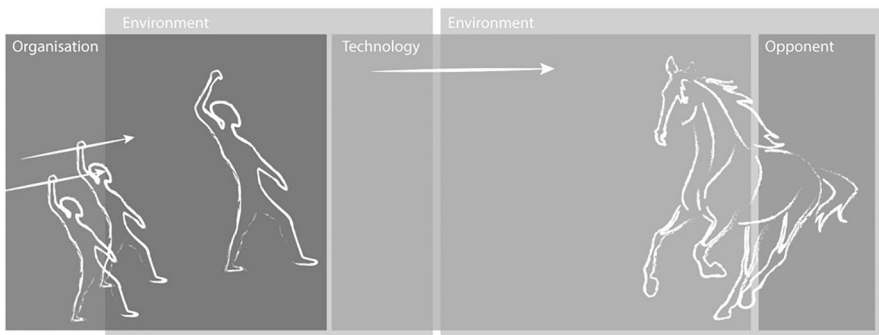 Environment
Environment
Organisation
Technology
Opponent